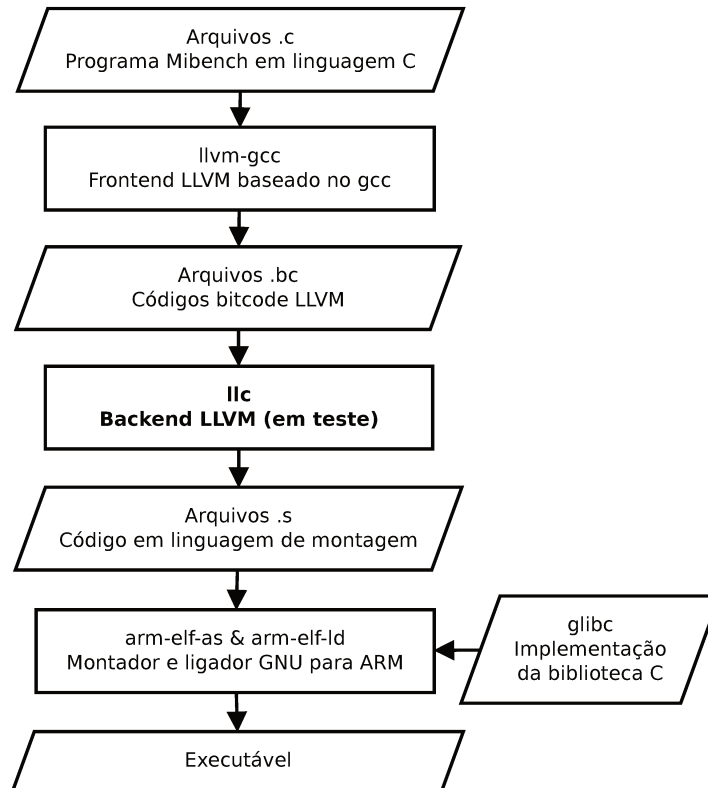 Arquivos .c
Programa Mibench em linguagem C
llvm-gcc
Frontend LLVM baseado no gcc
Arquivos .bc
Códigos bitcode LLVM
llc
Backend LLVM (em teste)
Arquivos .s
Código em linguagem de montagem
arm-elf-as & arm-elf-ld
Montador e ligador GNU para ARM
glibc
Implementação
da biblioteca C
Executável